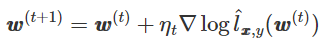 𝒘^{(t+1)} = 𝒘^{(t)} + η_t ∇ log \hat{l}_{𝒙,y}(𝒘^{(t)})